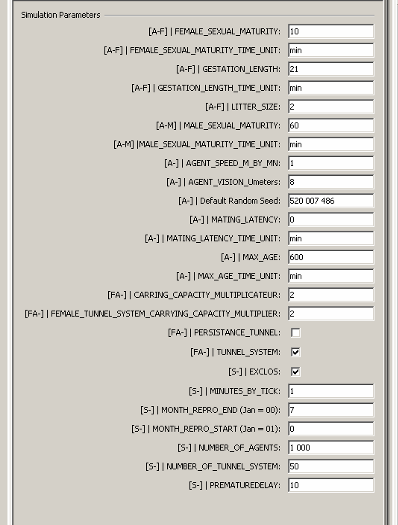 Simulation Parameters
[A-F] | FEMALE_SEXUAL_MATURITY: 10
[A-F] | FEMALE_SEXUAL_MATURITY_TIME_UNIT: min
[A-F] | GESTATION_LENGTH: 21
[A-F] | GESTATION_LENGTH_TIME_UNIT: min
[A-F] | LITTER_SIZE: 2
[A-M] | MALE_SEXUAL_MATURITY: 60
[A-M] |MALE_SEXUAL_MATURITY_TIME_UNIT: min
[A-] | AGENT_SPEED_M_BY_MN: 1
[A-] | AGENT_VISION_Umeters: 8
[A-] | Default Random Seed: 520 007 486
[A-] | MATING_LATENCY: 0
[A-] | MATING_LATENCY_TIME_UNIT: min
[A-] | MAX_AGE: 600
[A-] | MAX_AGE_TIME_UNIT: min
[FA-] | CARRING_CAPACITY_MULTIPLICATEUR: 2
[FA-] | FEMALE_TUNNEL_SYSTEM_CARRYING_CAPACITY_MULTIPLIER: 2
[FA-] | PERSISTANCE_TUNNEL:
[FA-] | TUNNEL_SYSTEM:
[S-] | EXCLOS:
[S-] | MINUTES_BY_TICK: 1
[S-] | MONTH_REPRO_END (Jan = 00): 7
[S-] | MONTH_REPRO_START (Jan = 01): 0
[S-] | NUMBER_OF_AGENTS: 1 000
[S-] | NUMBER_OF_TUNNEL_SYSTEM: 50
[S-] | PREMATUREDELAY: 10